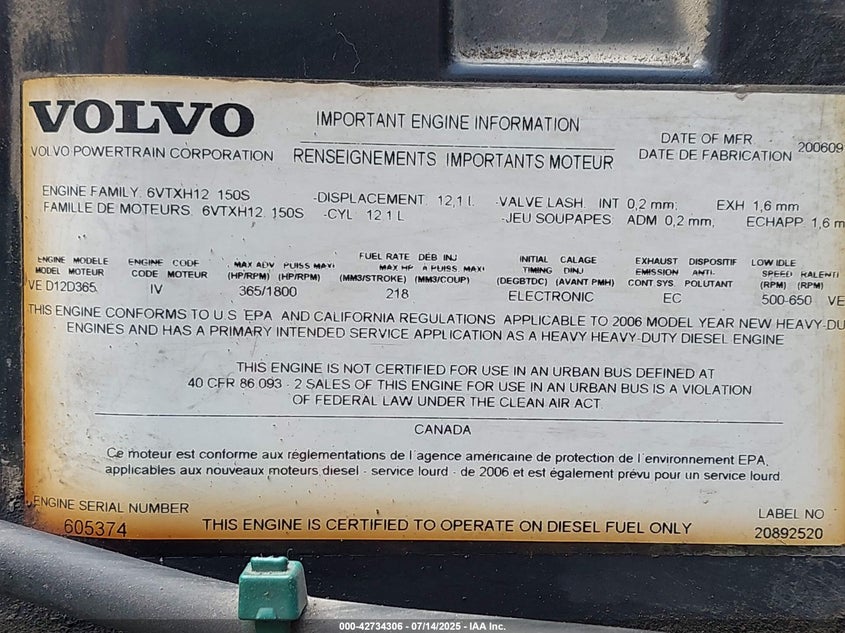 VOLVO
VOLVO POWERTRAIN CORPORATION
IMPORTANT ENGINE INFORMATION
RENSEIGNEMENTS IMPORTANTS MOTEUR
DATE OF MFR.
DATE DE FABRICATION 200609
ENGINE FAMILY. 6VTXH12 150S -DISPLACEMENT. 12,1 l. -VALVE LASH. INT 0,2 mm. EXH 1,6 mm
FAMILLE DE MOTEURS. 6VTXH12. 150S -CYL 12.1 L -JEU SOUPAPES. ADM 0,2 mm, ECHAPP 1,6 m
ENGINE MODELE ENGINE CODE MAX ADV PUISS MAXI FUEL RATE DEB INJ INITIAL CALAGE EXHAUST DISPOSITIF LOW IDLE
MODEL MOTEUR CODE MOTEUR (HP/RPM) (HP/RPM) MAX HP A PUISS. MAXI TIMING DINJ EMISSION ANTI- SPEED RALENTI
(MM3/STROKE) (MM3/COUP) (DEGBTDC) (AVANT PMH) CONT.SYS. POLUTANT (RPM) (RPM)
VE D12D365. IV 365/1800 218 ELECTRONIC EC 500-650 VE
THIS ENGINE CONFORMS TO U.S. EPA. AND CALIFORNIA REGULATIONS. APPLICABLE TO 2006 MODEL YEAR NEW HEAVY-DU
ENGINES AND HAS A PRIMARY INTENDED SERVICE APPLICATION AS A HEAVY HEAVY-DUTY DIESEL ENGINE
THIS ENGINE IS NOT CERTIFIED FOR USE IN AN URBAN BUS DEFINED AT
40 CFR 86.093 - 2 SALES OF THIS ENGINE FOR USE IN AN URBAN BUS IS A VIOLATION
OF FEDERAL LAW UNDER THE CLEAN AIR ACT.
CANADA
Ce moteur est conforme aux réglementations de l'agence américaine de protection de l'environnement EPA,
applicables aux nouveaux moteurs diesel - service lourd - de 2006 et est également prévu pour un service lourd.
ENGINE SERIAL NUMBER
605374
THIS ENGINE IS CERTIFIED TO OPERATE ON DIESEL FUEL ONLY
LABEL NO
20892520
000-42734306 - 07/14/2025 - IAA Inc.